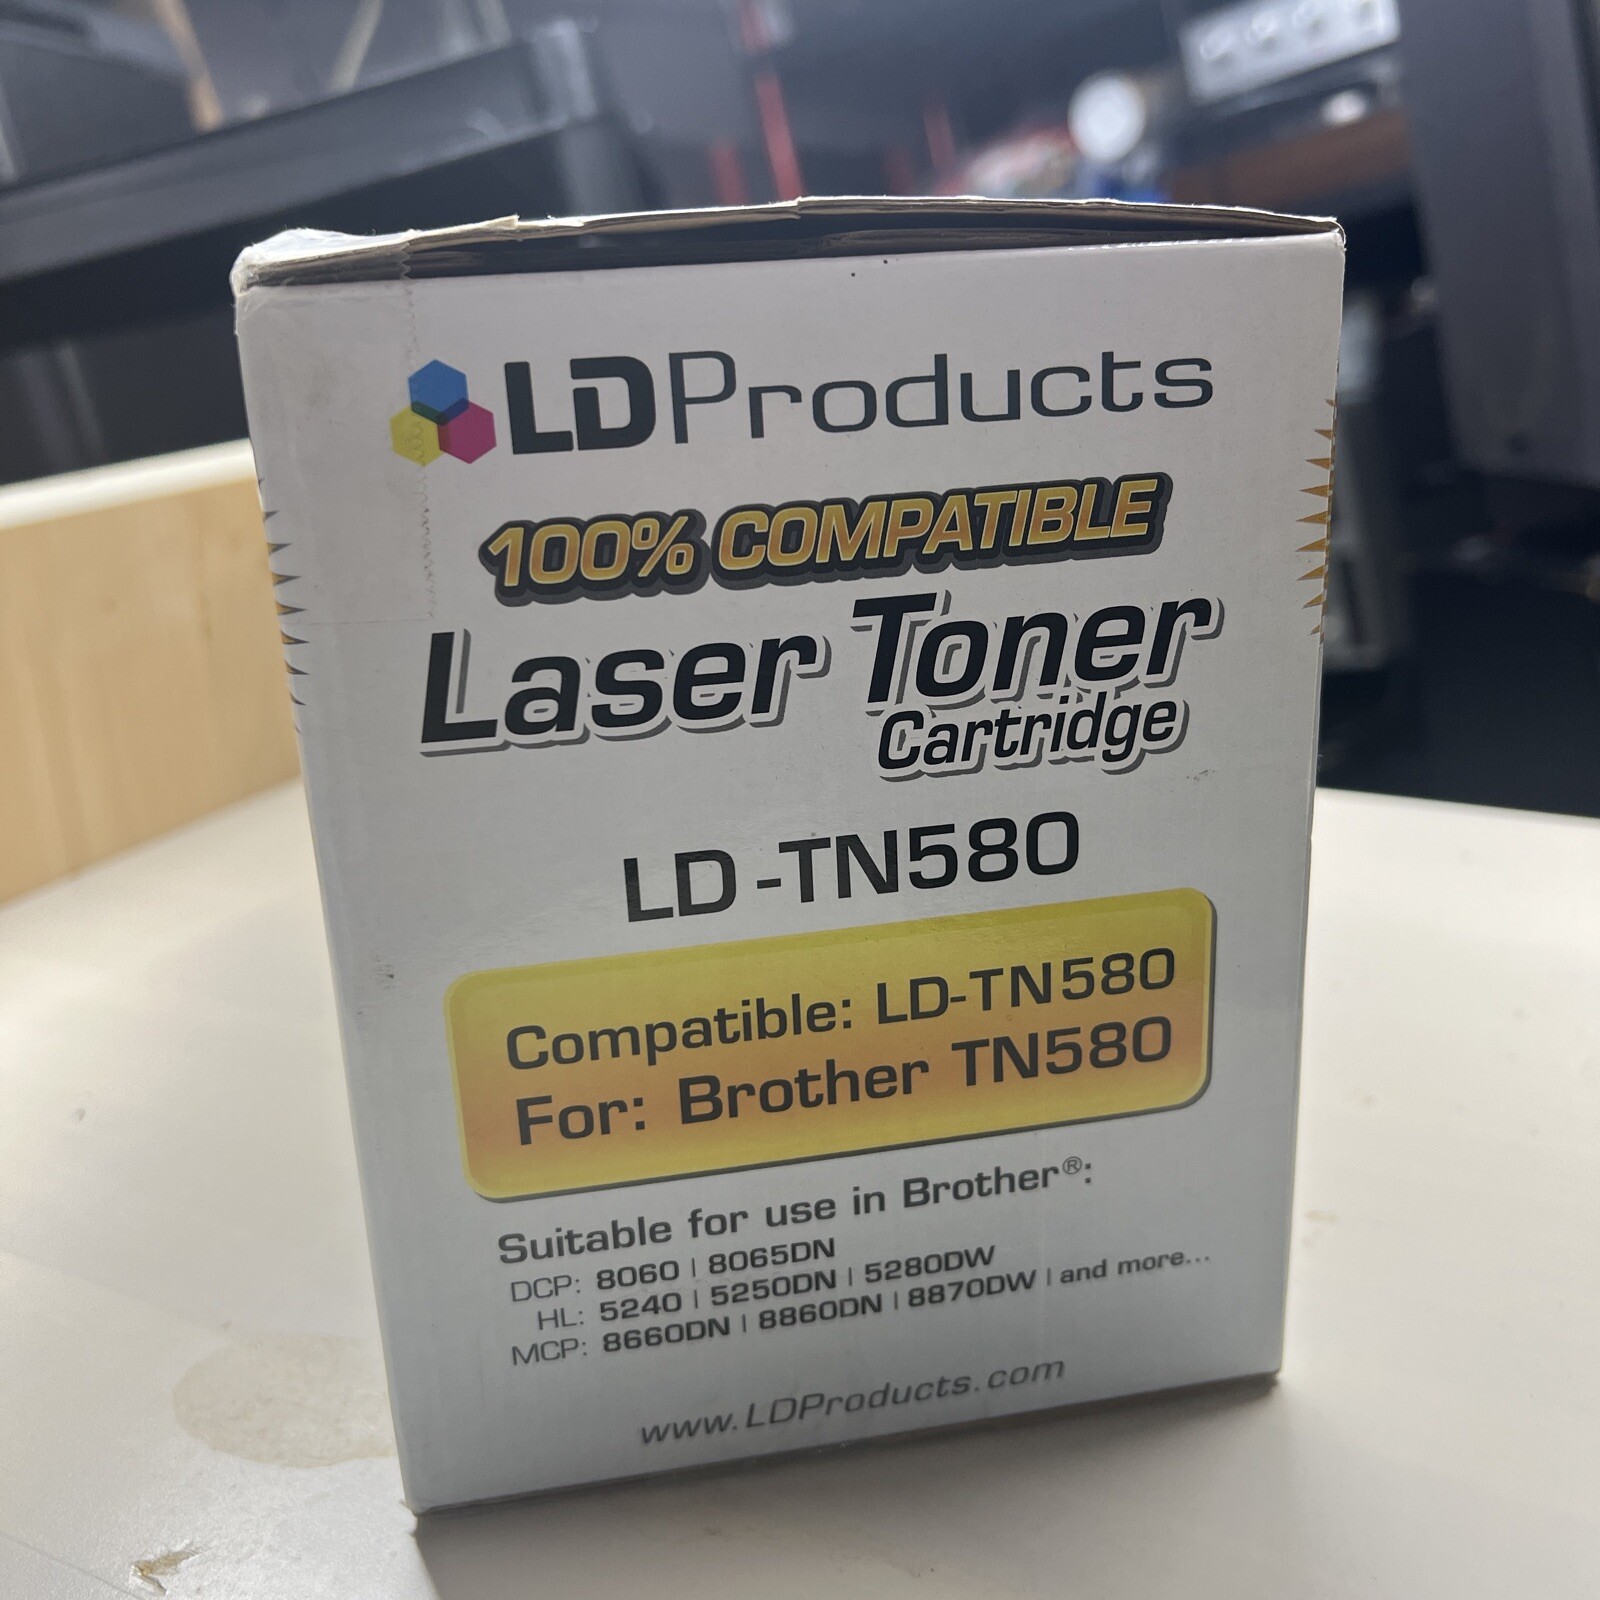 LDProducts
100% COMPATIBLE
Laser Toner
Cartridge
LD-TN580
Compatible: LD-TN580
For: Brother TN580
Suitable for use in Brother®:
DCP: 8060 | 8065DN
HL: 5240 | 5250DN | 5280DW
MCP: 8660DN | 8860DN | 8870DW | and more...
www.LDProducts.com